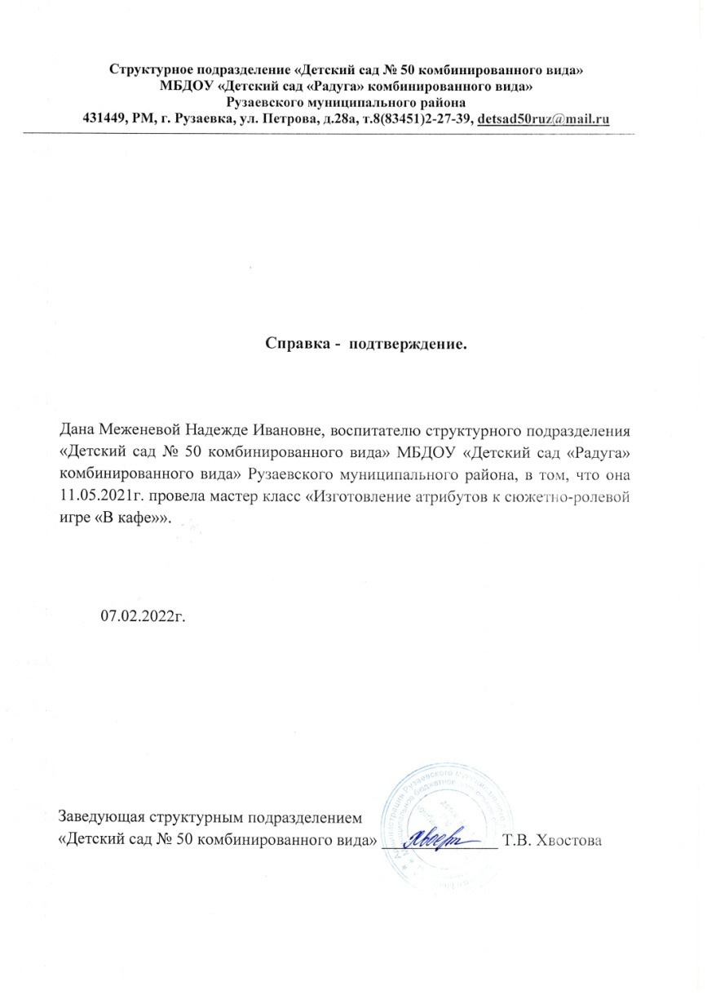 Структурное подразделение «Детский сад № 50 комбинированного вида»
МБДОУ «Детский сад «Радуга» комбинированного вида»
Рузаевского муниципального района
431449, РМ, г. Рузаевка, ул. Петрова, д.28а, т.8(83451)2-27-39, detsad50ruz@mail.ru
Справка - подтверждение.
Дана Меженевой Надежде Ивановне, воспитателю структурного подразделения
«Детский сад № 50 комбинированного вида» МБДОУ «Детский сад «Радуга»
комбинированного вида» Рузаевского муниципального района, в том, что она
11.05.2021г. провела мастер класс «Изготовление атрибутов к сюжетно-ролевой
игре «В кафе»».
07.02.2022г.
Администрация Рузаевского
бюджетное
Заведующая структурным подразделением
«Детский сад № 50 комбинированного вида» Т.В. Хвостова